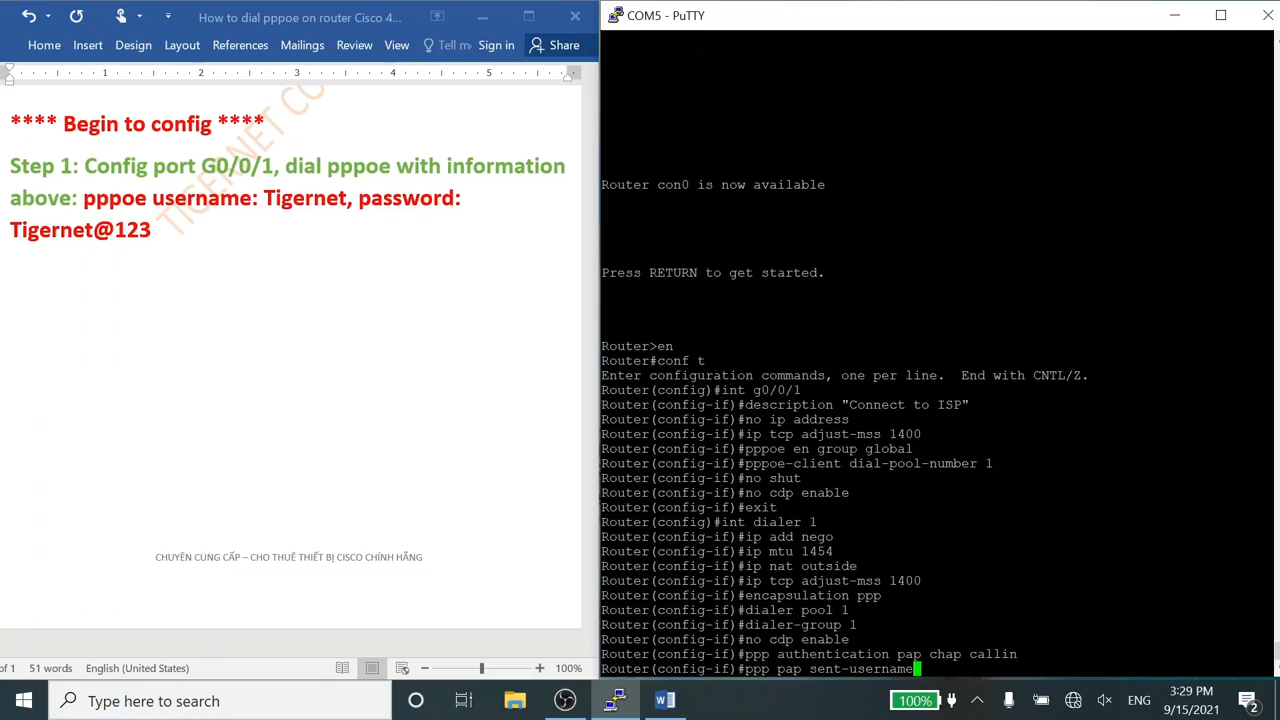 How to dial pppoe on router Cisco 4...
Home Insert Design Layout References Mailings Review View Tell me Sign in Share
1 2 3 4 5
**** Begin to config ****
Step 1: Config port G0/0/1, dial pppoe with information
above: pppoe username: Tigernet, password:
Tigernet@123
TIGERNET CO
CHUYÊN CUNG CẤP – CHO THUÊ THIẾT BỊ CISCO CHÍNH HÃNG
of 1 51 words English (United States) 100%
COM5 - PuTTY
Router con0 is now available
Press RETURN to get started.
Router>en
Router#conf t
Enter configuration commands, one per line.  End with CNTL/Z.
Router(config)#int g0/0/1
Router(config-if)#description "Connect to ISP"
Router(config-if)#no ip address
Router(config-if)#ip tcp adjust-mss 1400
Router(config-if)#pppoe en group global
Router(config-if)#pppoe-client dial-pool-number 1
Router(config-if)#no shut
Router(config-if)#no cdp enable
Router(config-if)#exit
Router(config)#int dialer 1
Router(config-if)#ip add nego
Router(config-if)#ip mtu 1454
Router(config-if)#ip nat outside
Router(config-if)#ip tcp adjust-mss 1400
Router(config-if)#encapsulation ppp
Router(config-if)#dialer pool 1
Router(config-if)#dialer-group 1
Router(config-if)#no cdp enable
Router(config-if)#ppp authentication pap chap callin
Router(config-if)#ppp pap sent-username
Type here to search
100%
ENG
3:29 PM
9/15/2021
2